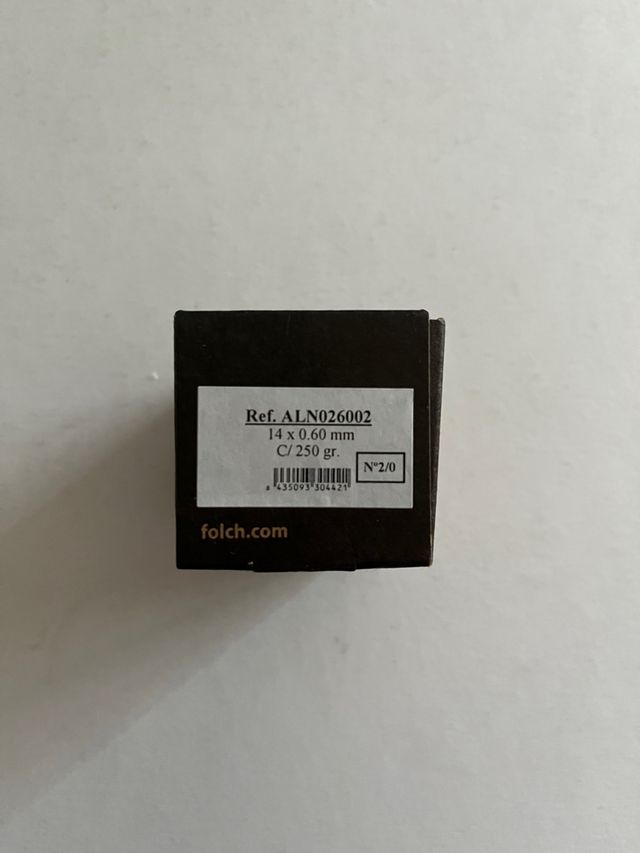 Ref. ALN026002
14 x 0.60 mm
C/ 250 gr.
Nº2/0
8 435093 304421
folch.com